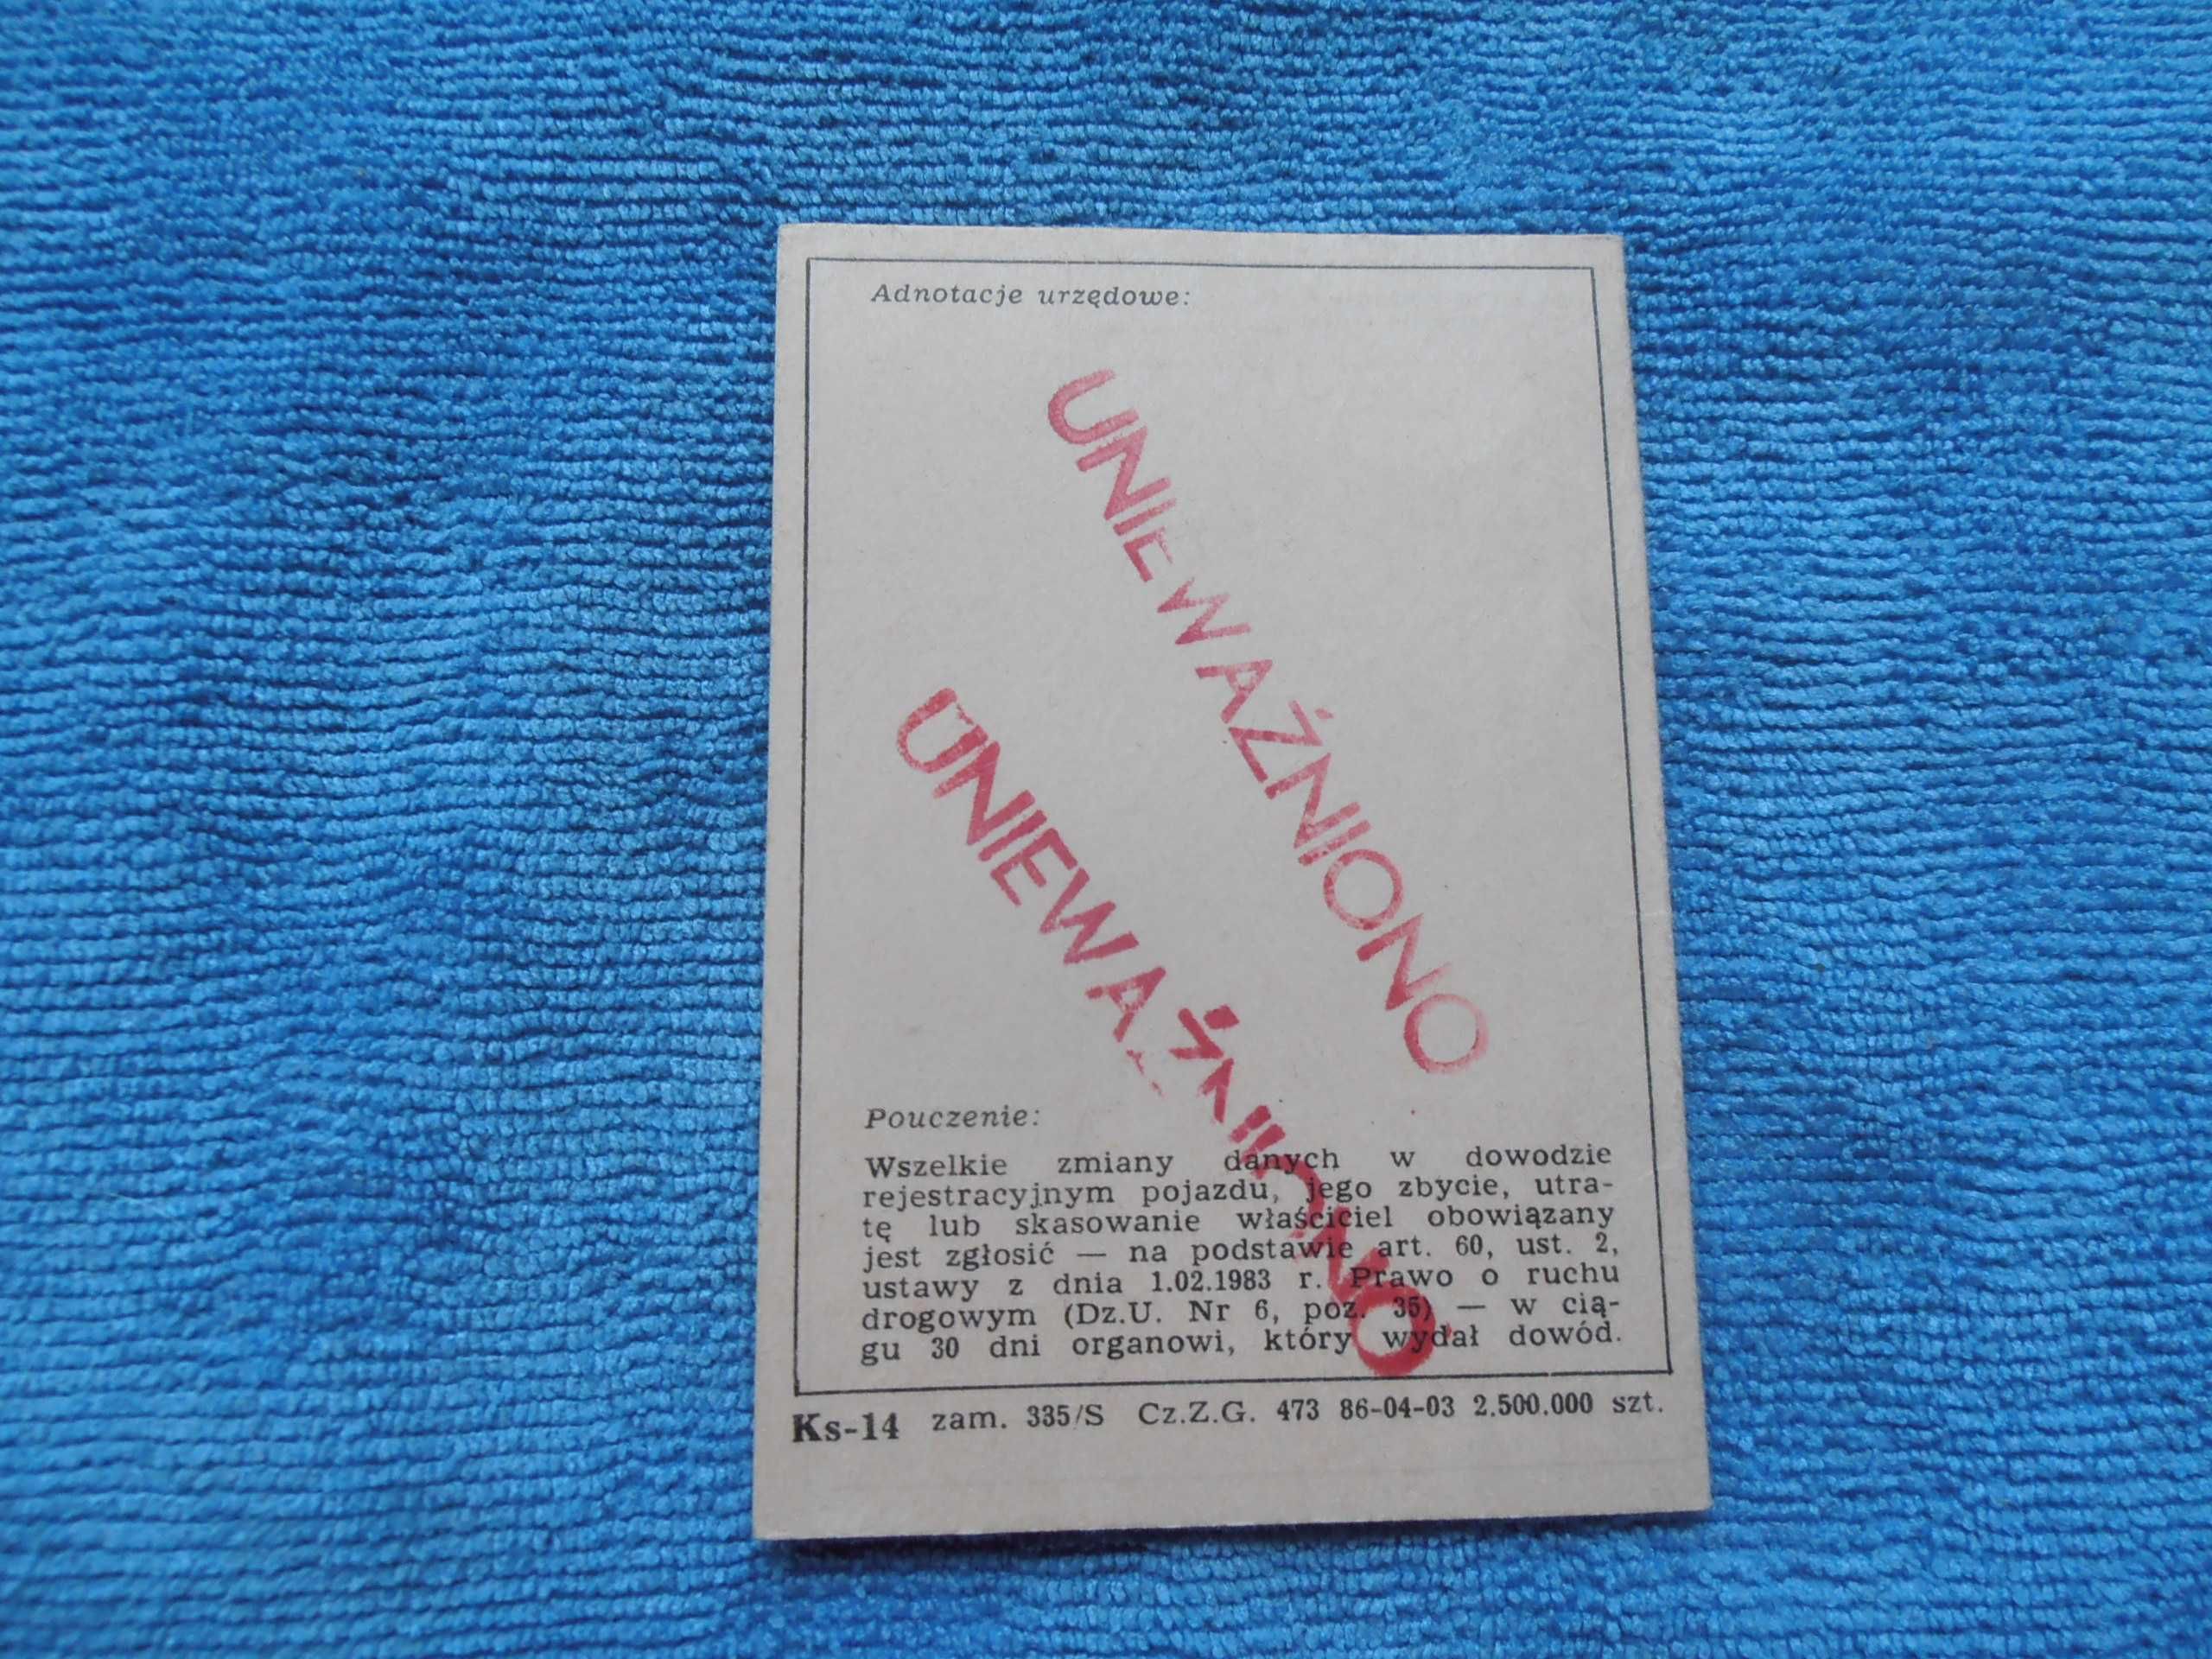 Adnotacje urzędowe:
UNIEWAŻNIONO
UNIEWAŻNIONO
Pouczenie:
Wszelkie zmiany danych w dowodzie
rejestracyjnym pojazdu, jego zbycie, utra-
tę lub skasowanie właściciel obowiązany
jest zgłosić — na podstawie art. 60, ust. 2,
ustawy z dnia 1.02.1983 r. Prawo o ruchu
drogowym (Dz.U. Nr 6, poz. 35) — w cią-
gu 30 dni organowi, który wydał dowód.
Ks-14 zam. 335/S Cz.Z.G. 473 86-04-03 2.500.000 szt.